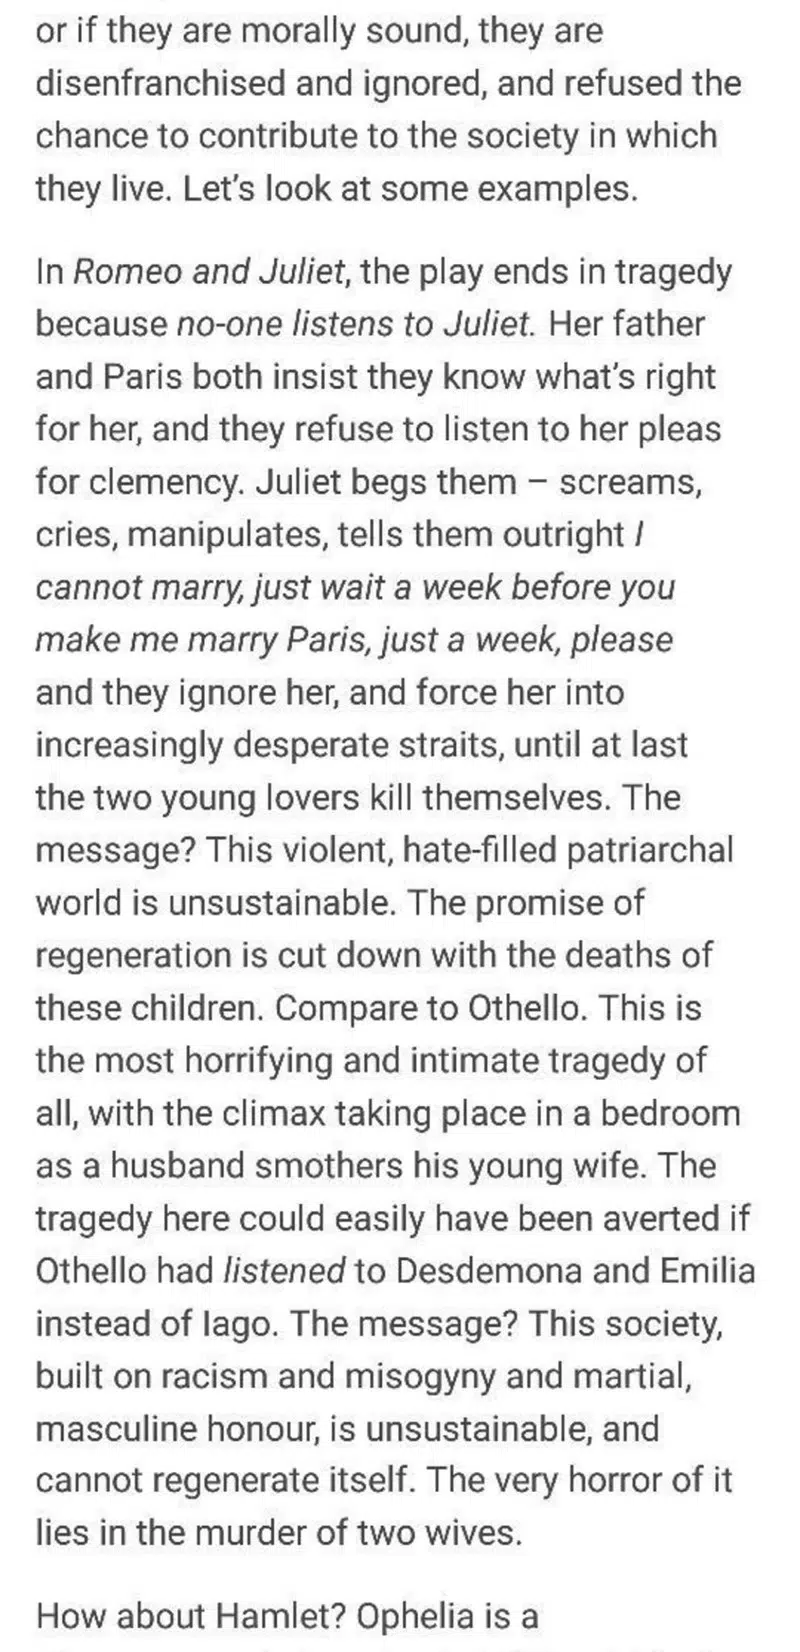 or if they are morally sound, they are
disenfranchised and ignored, and refused the
chance to contribute to the society in which
they live. Let’s look at some examples.
In Romeo and Juliet, the play ends in tragedy
because no-one listens to Juliet. Her father
and Paris both insist they know what’s right
for her, and they refuse to listen to her pleas
for clemency. Juliet begs them – screams,
cries, manipulates, tells them outright I
cannot marry, just wait a week before you
make me marry Paris, just a week, please
and they ignore her, and force her into
increasingly desperate straits, until at last
the two young lovers kill themselves. The
message? This violent, hate-filled patriarchal
world is unsustainable. The promise of
regeneration is cut down with the deaths of
these children. Compare to Othello. This is
the most horrifying and intimate tragedy of
all, with the climax taking place in a bedroom
as a husband smothers his young wife. The
tragedy here could easily have been averted if
Othello had listened to Desdemona and Emilia
instead of Iago. The message? This society,
built on racism and misogyny and martial,
masculine honour, is unsustainable, and
cannot regenerate itself. The very horror of it
lies in the murder of two wives.
How about Hamlet? Ophelia is a